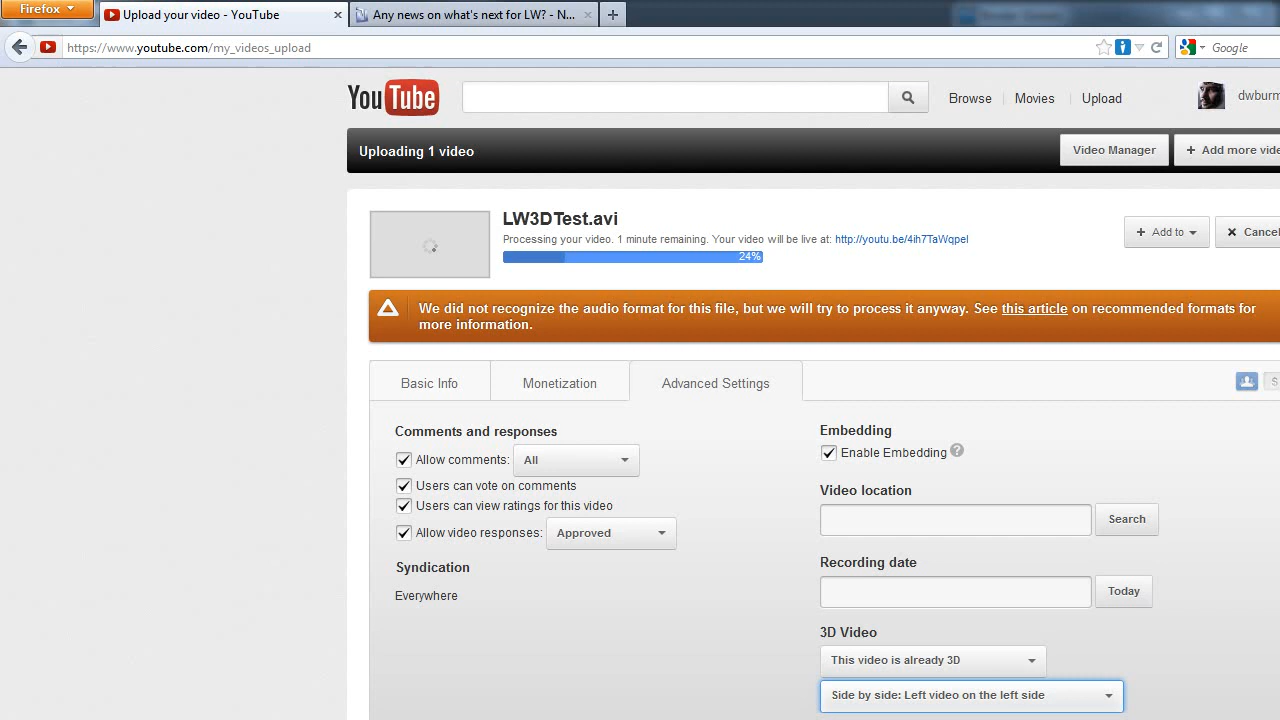 Firefox
Upload your video - YouTube
Any news on what's next for LW? - N...
https://www.youtube.com/my_videos_upload
Google
YouTube
Browse
Movies
Upload
dwburm
Uploading 1 video
Video Manager
+ Add more vide
LW3DTest.avi
Processing your video. 1 minute remaining. Your video will be live at: http://youtu.be/4ih7TaWqpeI
24%
+ Add to
Cancel
We did not recognize the audio format for this file, but we will try to process it anyway. See this article on recommended formats for
more information.
Basic Info
Monetization
Advanced Settings
$
Comments and responses
Allow comments: All
Users can vote on comments
Users can view ratings for this video
Allow video responses: Approved
Syndication
Everywhere
Embedding
Enable Embedding ?
Video location
Search
Recording date
Today
3D Video
This video is already 3D
Side by side: Left video on the left side